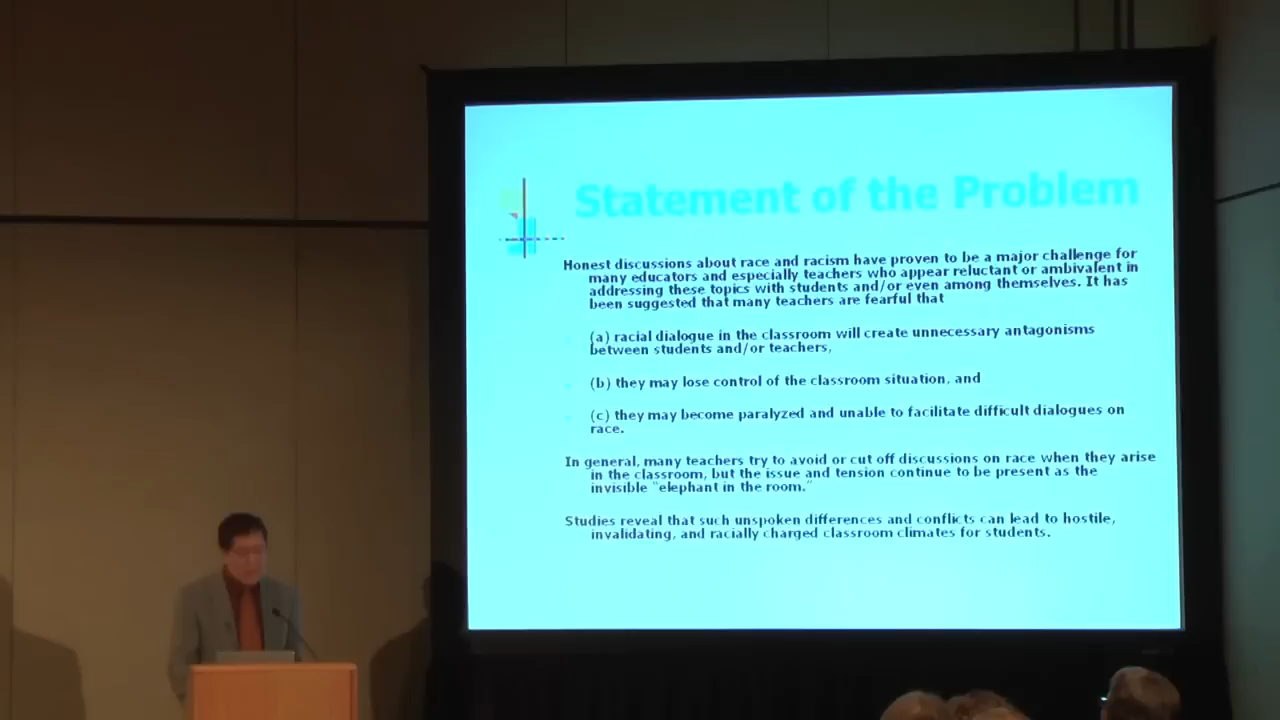 Statement of the Problem
Honest discussions about race and racism have proven to be a major challenge for
many educators and especially teachers who appear reluctant or ambivalent in
addressing these topics with students and/or even among themselves. It has
been suggested that many teachers are fearful that
(a) racial dialogue in the classroom will create unnecessary antagonisms
between students and/or teachers,
(b) they may lose control of the classroom situation, and
(c) they may become paralyzed and unable to facilitate difficult dialogues on
race.
In general, many teachers try to avoid or cut off discussions on race when they arise
in the classroom, but the issue and tension continue to be present as the
invisible "elephant in the room."
Studies reveal that such unspoken differences and conflicts can lead to hostile,
invalidating, and racially charged classroom climates for students.